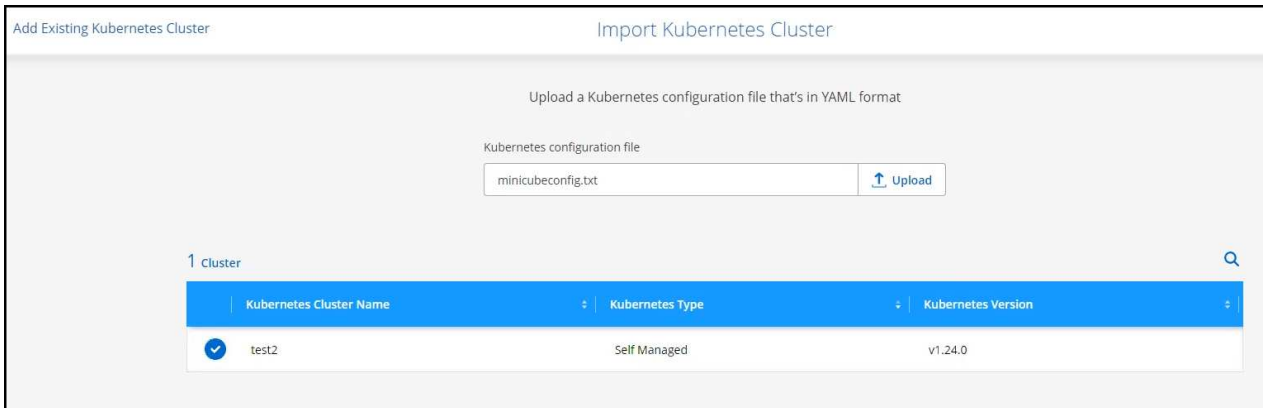 Add Existing Kubernetes Cluster
Import Kubernetes Cluster
Upload a Kubernetes configuration file that's in YAML format
Kubernetes configuration file
minicubeconfig.txt
Upload
1 Cluster
Kubernetes Cluster Name Kubernetes Type Kubernetes Version
test2 Self Managed v1.24.0